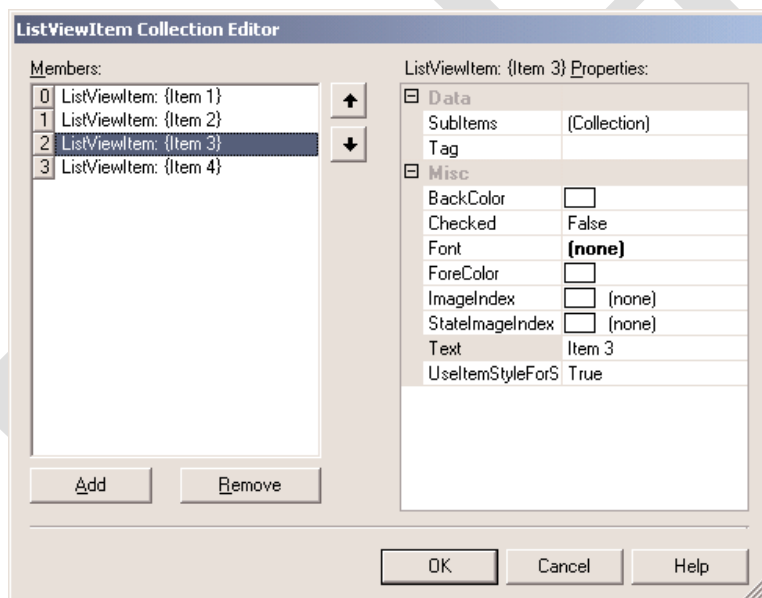 ListViewItem Collection Editor
Members:
0 ListViewItem: {Item 1}
1 ListViewItem: {Item 2}
2 ListViewItem: {Item 3}
3 ListViewItem: {Item 4}
Add
Remove
ListViewItem: {Item 3} Properties:
Data
SubItems (Collection)
Tag
Misc
BackColor
Checked False
Font (none)
ForeColor
ImageIndex (none)
StateImageIndex (none)
Text Item 3
UseItemStyleForS True
OK
Cancel
Help